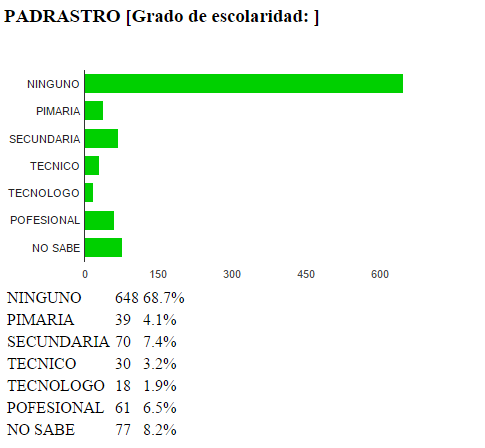 PADRASTRO [Grado de escolaridad: ]
NINGUNO
PIMARIA
SECUNDARIA
TECNICO
TECNOLOGO
POFESIONAL
NO SABE
0 150 300 450 600
NINGUNO 648 68.7%
PIMARIA 39 4.1%
SECUNDARIA 70 7.4%
TECNICO 30 3.2%
TECNOLOGO 18 1.9%
POFESIONAL 61 6.5%
NO SABE 77 8.2%